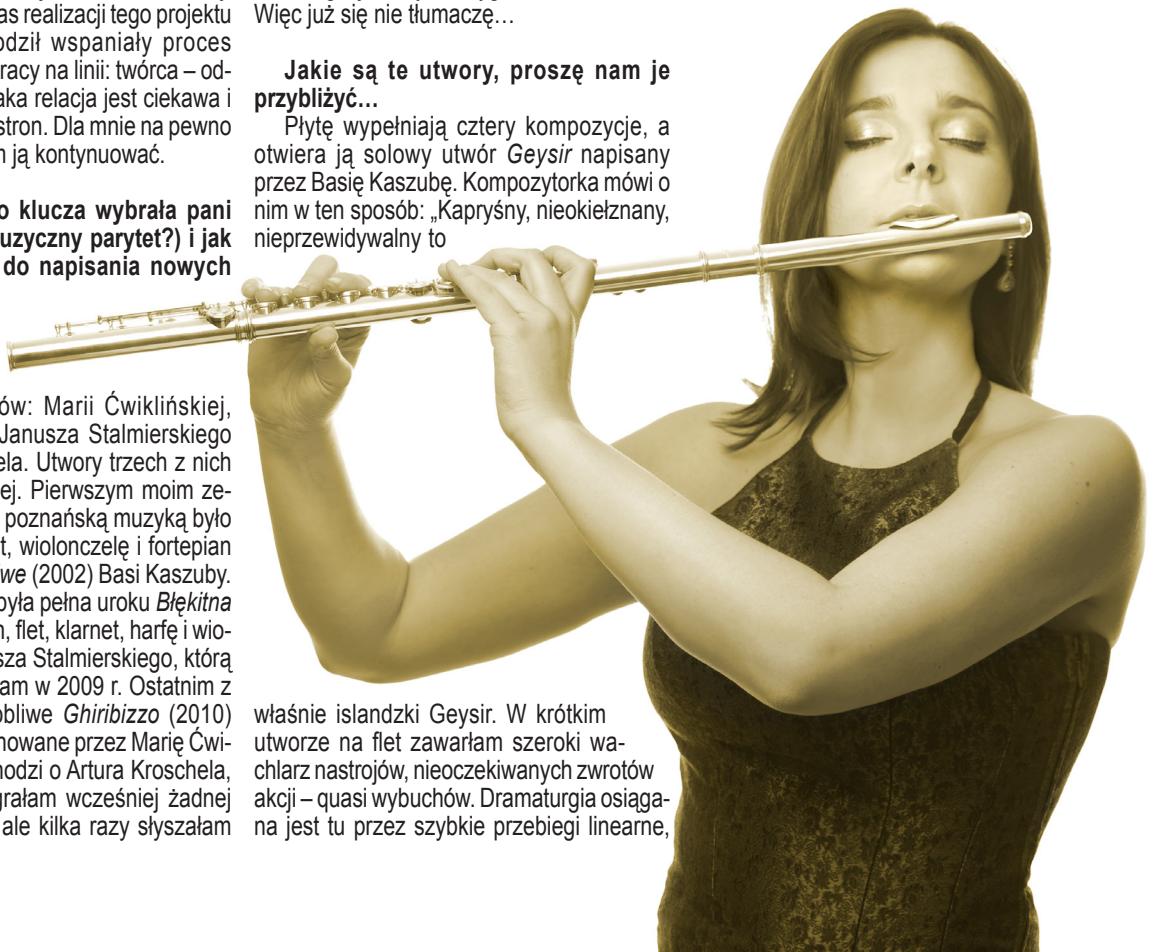 as realizacji tego projektu
odził wspaniały proces
racy na linii: twórca – od-
aka relacja jest ciekawa i
stron. Dla mnie na pewno
ją kontynuować.
o klucza wybrała pani
uzyczny parytet?) i jak
do napisania nowych
ów: Marii Ćwiklińskiej,
Janusza Stalmierskiego
ela. Utwory trzech z nich
ej. Pierwszym moim ze-
poznańską muzyką było
t, wiolonczelę i fortepian
we (2002) Basi Kaszuby.
była pełna uroku Błękitna
n, flet, klarnet, harfę i wio-
sza Stalmierskiego, którą
am w 2009 r. Ostatnim z
obliwe Ghiribizzo (2010)
nowane przez Marię Ćwi-
hodzi o Artura Kroschela,
grałam wcześniej żadnej
ale kilka razy słyszałam
Więc już się nie tłumaczę…
Jakie są te utwory, proszę nam je
przybliżyć…
Płytę wypełniają cztery kompozycje, a
otwiera ją solowy utwór Geysir napisany
przez Basię Kaszubę. Kompozytorka mówi o
nim w ten sposób: „Kapryśny, nieokiełznany,
nieprzewidywalny to
właśnie islandzki Geysir. W krótkim
utworze na flet zawarłam szeroki wa-
chlarz nastrojów, nieoczekiwanych zwrotów
akcji – quasi wybuchów. Dramaturgia osiąga-
na jest tu przez szybkie przebiegi linearne,